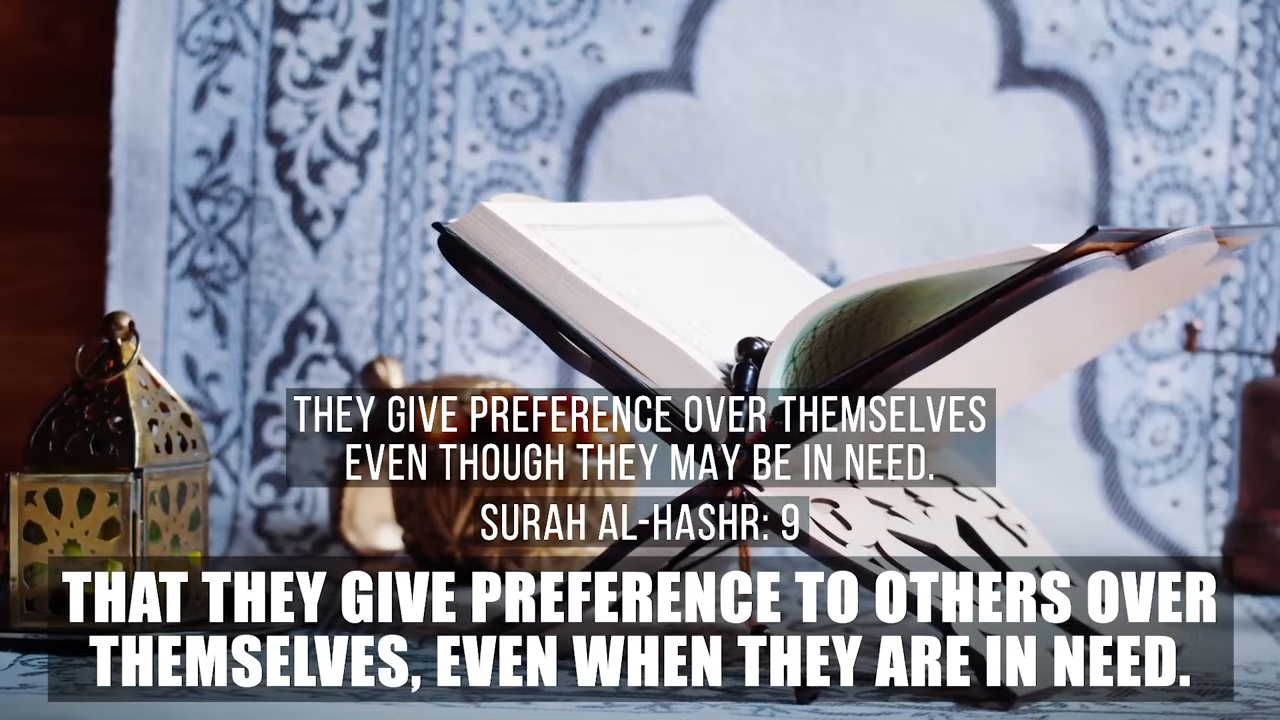 THEY GIVE PREFERENCE OVER THEMSELVES
EVEN THOUGH THEY MAY BE IN NEED.
SURAH AL-HASHR: 9
THAT THEY GIVE PREFERENCE TO OTHERS OVER
THEMSELVES, EVEN WHEN THEY ARE IN NEED.